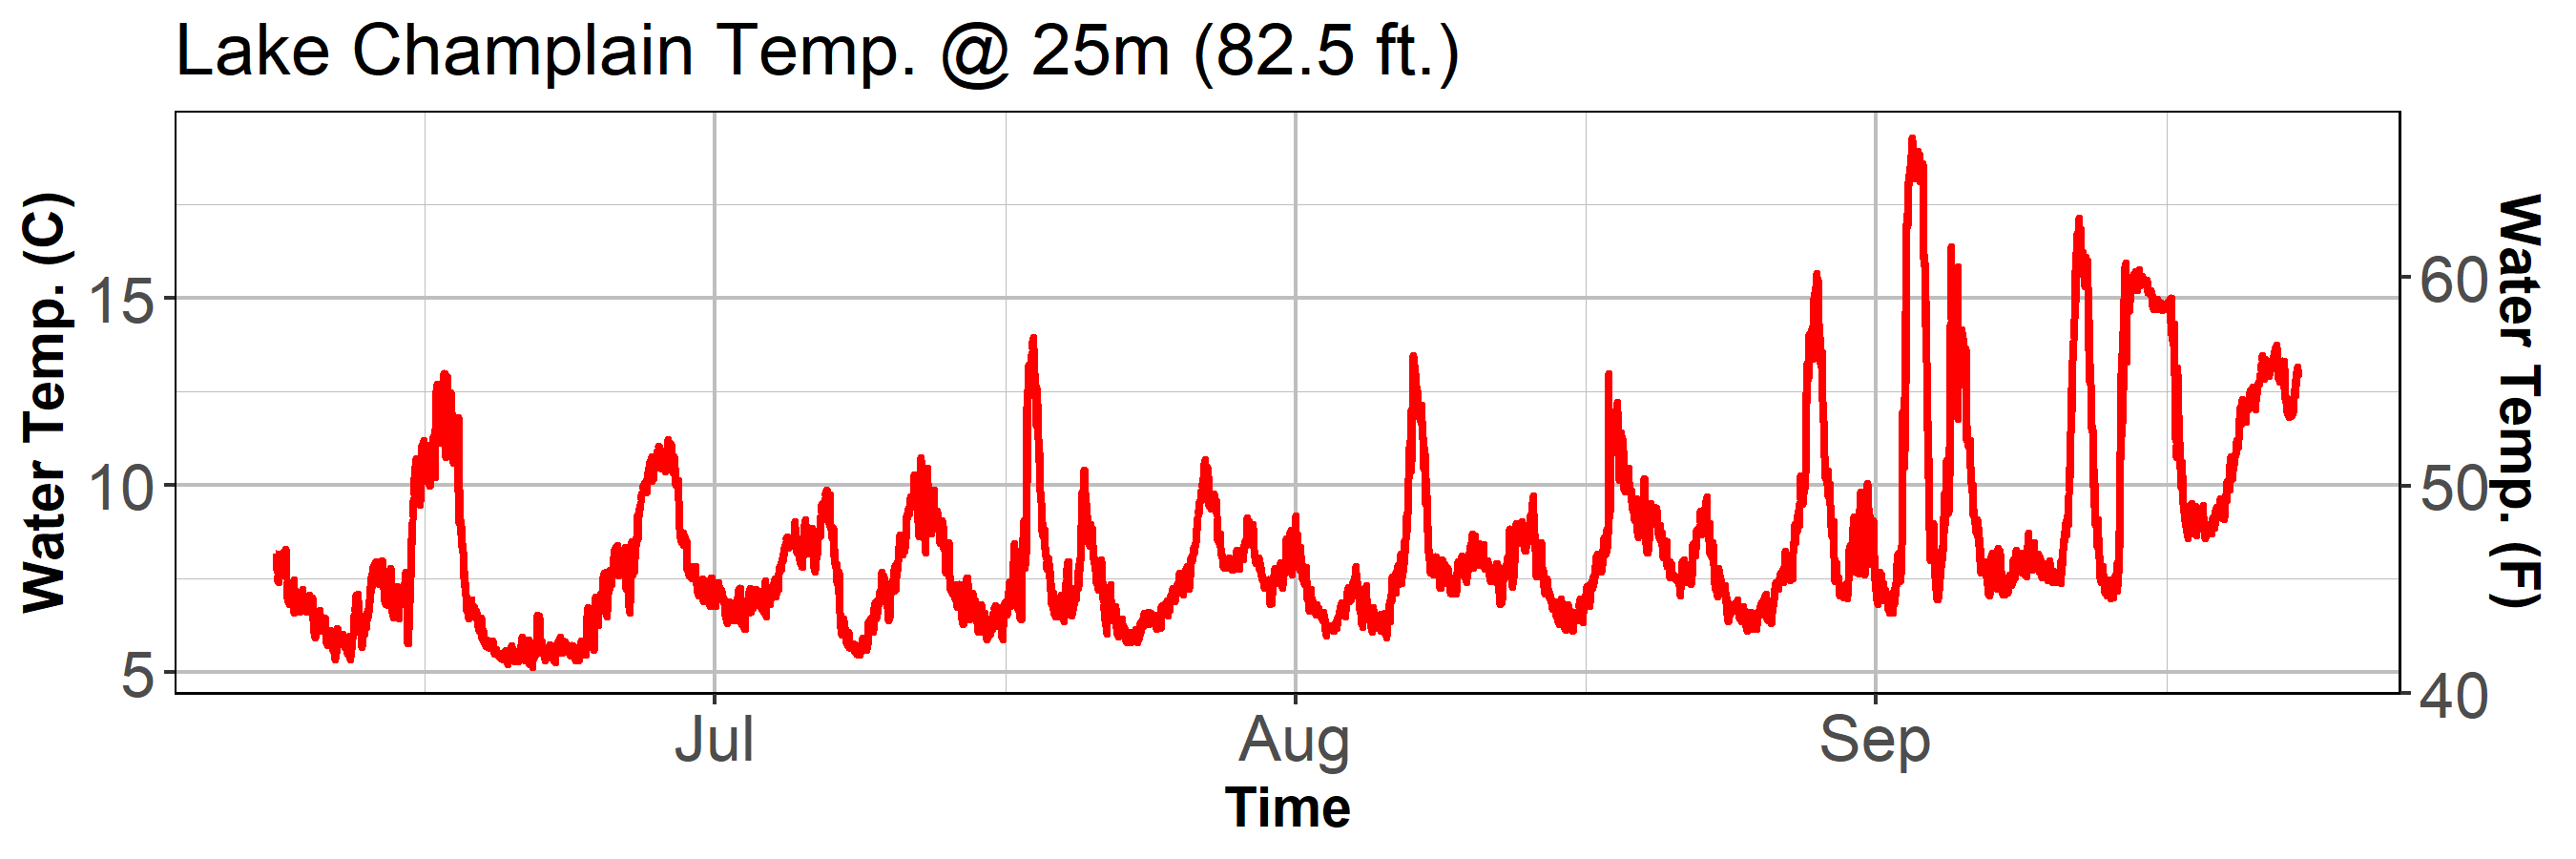 Lake Champlain Temp. @ 25m (82.5 ft.)
Water Temp. (C)
15
10
5
60
50
40
Water Temp. (F)
Jul
Aug
Sep
Time